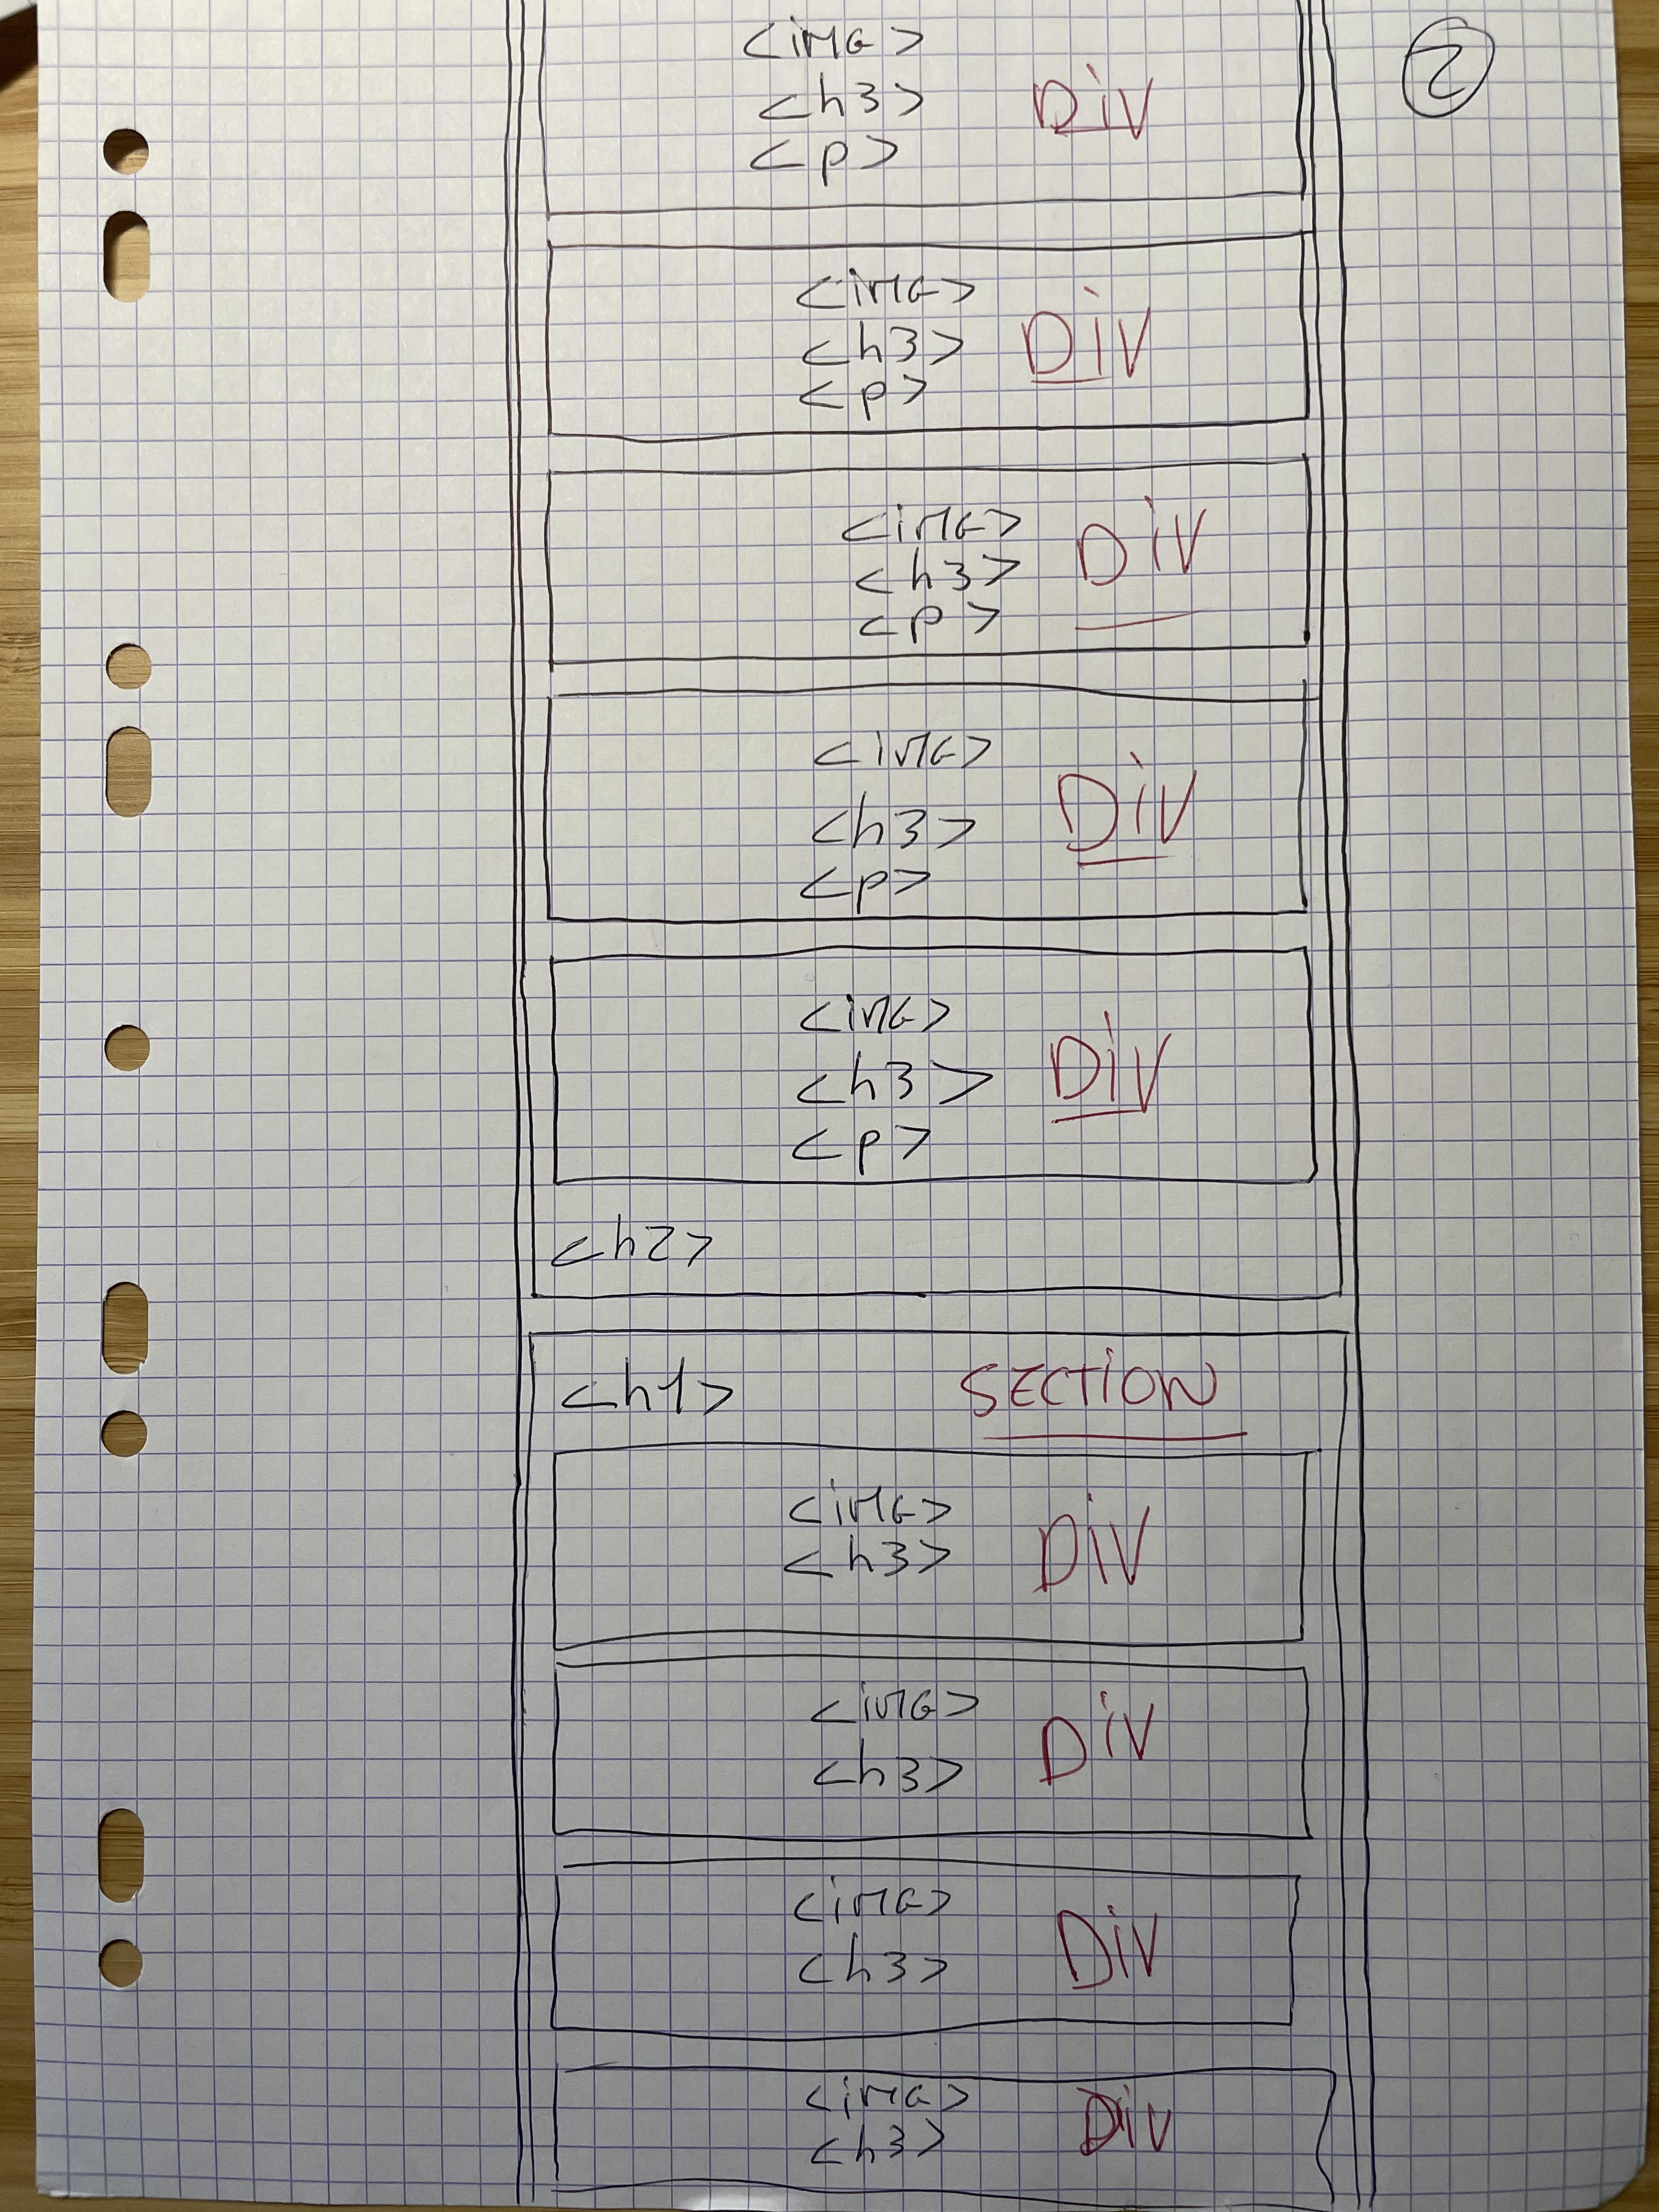 <img>
2
<h3> Div
<p>
<img>
<h3> Div
<p>
<img>
<h3> Div
<p>
<img>
<h3> Div
<p>
<img>
<h3> Div
<p>
<h2>
<h1> SECTiON
<img>
<h3> Div
<img>
<h3> Div
<img>
<h3> Div
<img> Div
<h3>